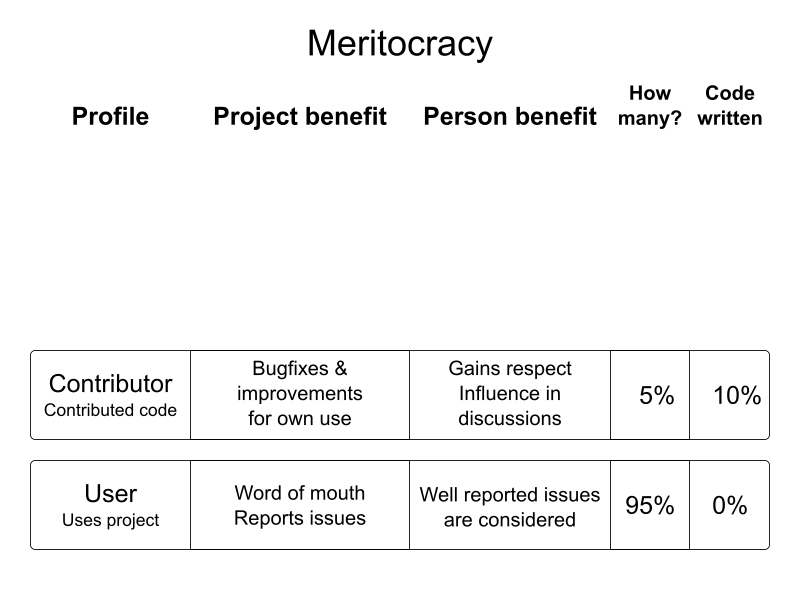 Meritocracy
Profile
Project benefit
Person benefit
How
many?
Code
written
Contributor
Contributed code
Bugfixes &
improvements
for own use
Gains respect
Influence in
discussions
5%
10%
User
Uses project
Word of mouth
Reports issues
Well reported issues
are considered
95%
0%